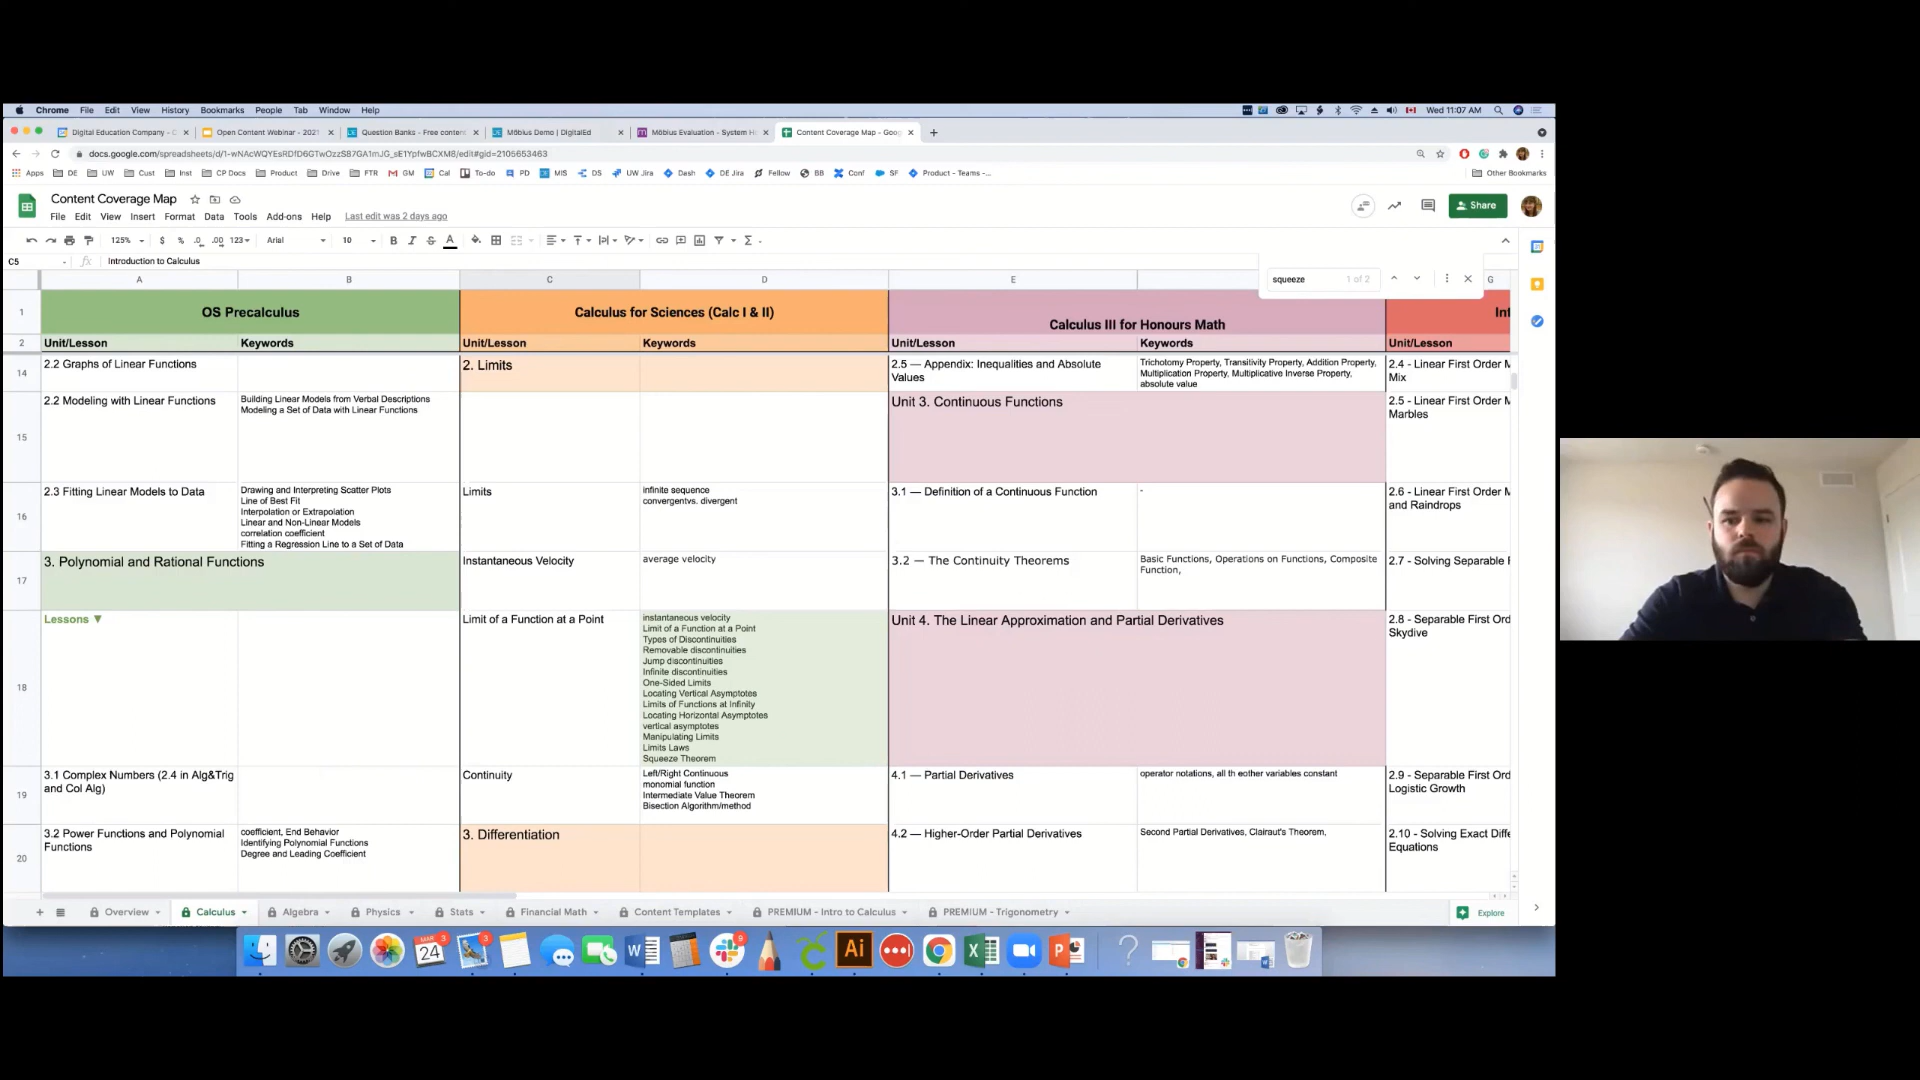 Chrome File Edit View History Bookmarks People Tab Window Help Wed 11:07 AM
Digital Education Company - C Open Content Webinar - 2021 Question Banks - Free conten Möbius Demo | DigitalEd Möbius Evaluation - System Ho Content Coverage Map - Goog
docs.google.com/spreadsheets/d/1-wNAcWQYEsRDfD6GTwOzzS87GA1mJG_sE1YpfwBCXM8/edit#gid=2105653463
Apps DE UW Cust Inst CP Docs Product Drive FTR GM Cal To-do PD MIS DS UW Jira Dash DE Jira Fellow BB Conf SF Product - Teams -... Other Bookmarks
Content Coverage Map
File Edit View Insert Format Data Tools Add-ons Help Last edit was 2 days ago Share
125% $ % .0 .00 123 Arial 10 B I S A
C5 fx Introduction to Calculus
squeeze 1 of 2
A B C D E G
1 OS Precalculus Calculus for Sciences (Calc I & II) Calculus III for Honours Math Int
2 Unit/Lesson Keywords Unit/Lesson Keywords Unit/Lesson Keywords Unit/Lesson
14 2.2 Graphs of Linear Functions
2. Limits
2.5 — Appendix: Inequalities and Absolute
Values
Trichotomy Property, Transitivity Property, Addition Property,
Multiplication Property, Multiplicative Inverse Property,
absolute value
2.4 - Linear First Order M
Mix
15 2.2 Modeling with Linear Functions
Building Linear Models from Verbal Descriptions
Modeling a Set of Data with Linear Functions
Unit 3. Continuous Functions
2.5 - Linear First Order M
Marbles
16 2.3 Fitting Linear Models to Data
Drawing and Interpreting Scatter Plots
Line of Best Fit
Interpolation or Extrapolation
Linear and Non-Linear Models
correlation coefficient
Fitting a Regression Line to a Set of Data
Limits
infinite sequence
convergentvs. divergent
3.1 — Definition of a Continuous Function
-
2.6 - Linear First Order M
and Raindrops
17 3. Polynomial and Rational Functions
Instantaneous Velocity
average velocity
3.2 — The Continuity Theorems
Basic Functions, Operations on Functions, Composite
Function,
2.7 - Solving Separable F
18 Lessons ▼
Limit of a Function at a Point
instantaneous velocity
Limit of a Function at a Point
Types of Discontinuities
Removable discontinuities
Jump discontinuities
Infinite discontinuities
One-Sided Limits
Locating Vertical Asymptotes
Limits of Functions at Infinity
Locating Horizontal Asymptotes
vertical asymptotes
Manipulating Limits
Limits Laws
Squeeze Theorem
Unit 4. The Linear Approximation and Partial Derivatives
2.8 - Separable First Ord
Skydive
19 3.1 Complex Numbers (2.4 in Alg&Trig
and Col Alg)
Continuity
Left/Right Continuous
monomial function
Intermediate Value Theorem
Bisection Algorithm/method
4.1 — Partial Derivatives
operator notations, all th eother variables constant
2.9 - Separable First Ord
Logistic Growth
20 3.2 Power Functions and Polynomial
Functions
coefficient, End Behavior
Identifying Polynomial Functions
Degree and Leading Coefficient
3. Differentiation
4.2 — Higher-Order Partial Derivatives
Second Partial Derivatives, Clairaut's Theorem,
2.10 - Solving Exact Diffe
Equations
Overview Calculus Algebra Physics Stats Financial Math Content Templates PREMIUM - Intro to Calculus PREMIUM - Trigonometry Explore
MAR 24 3 3 W 9 Ai X P ?